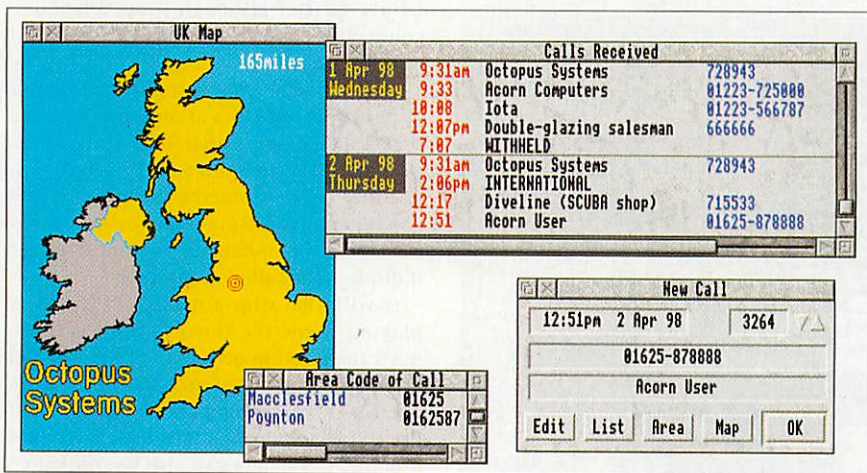 UK Map
165miles
Octopus
Systems
Calls Received
1 Apr 98 9:31am Octopus Systems 728943
Wednesday 9:33 Acorn Computers 01223-725000
10:08 Iota 01223-566787
12:07pm Double-glazing salesman 666666
7:07 WITHHELD
2 Apr 98 9:31am Octopus Systems 728943
Thursday 2:06pm INTERNATIONAL
12:17 Diveline (SCUBA shop) 715533
12:51 Acorn User 01625-878888
Area Code of Call
Macclesfield 01625
Poynton 0162587
New Call
12:51pm 2 Apr 98 3264
01625-878888
Acorn User
Edit List Area Map OK